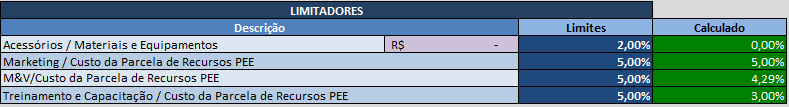 LIMITADORES
Descrição Limites Calculado
Acessórios / Materiais e Equipamentos R$ - 2,00% 0,00%
Marketing / Custo da Parcela de Recursos PEE 5,00% 5,00%
M&V/Custo da Parcela de Recursos PEE 5,00% 4,29%
Treinamento e Capacitação / Custo da Parcela de Recursos PEE 5,00% 3,00%